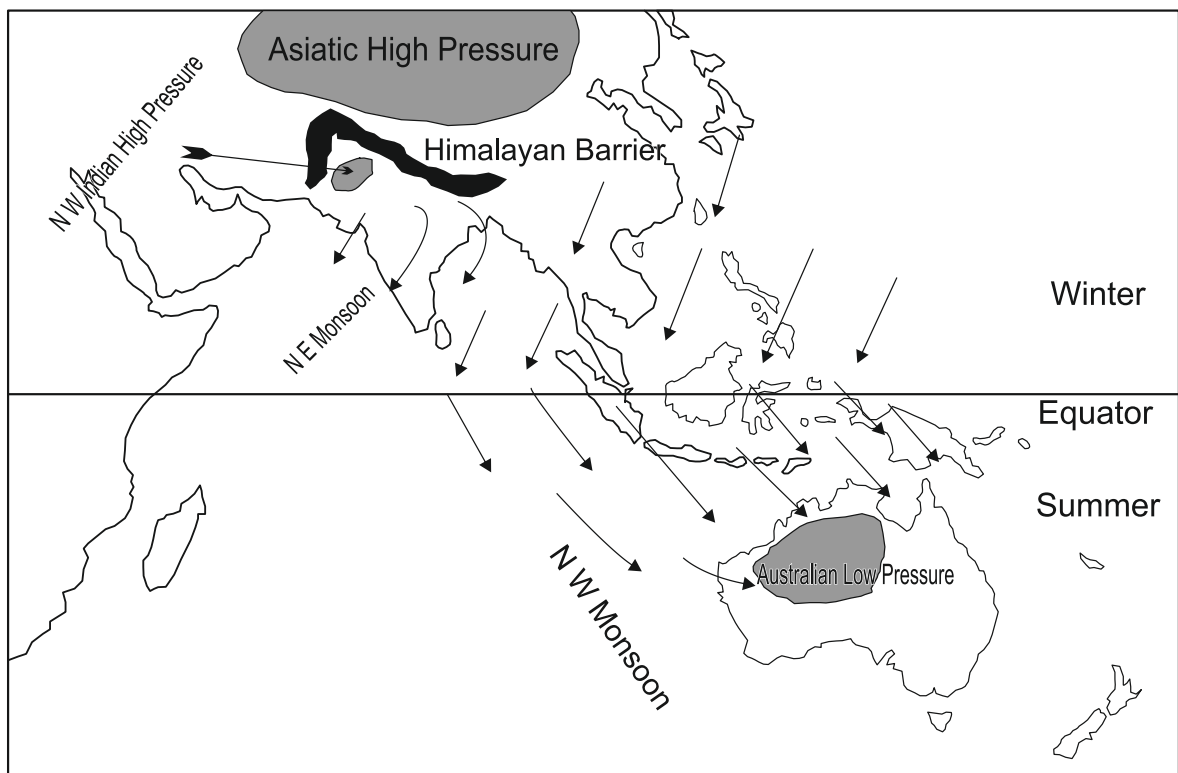 Asiatic High Pressure
N W Indian High Pressure
Himalayan Barrier
N E Monsoon
Winter
Equator
Summer
Australian Low Pressure
N W Monsoon